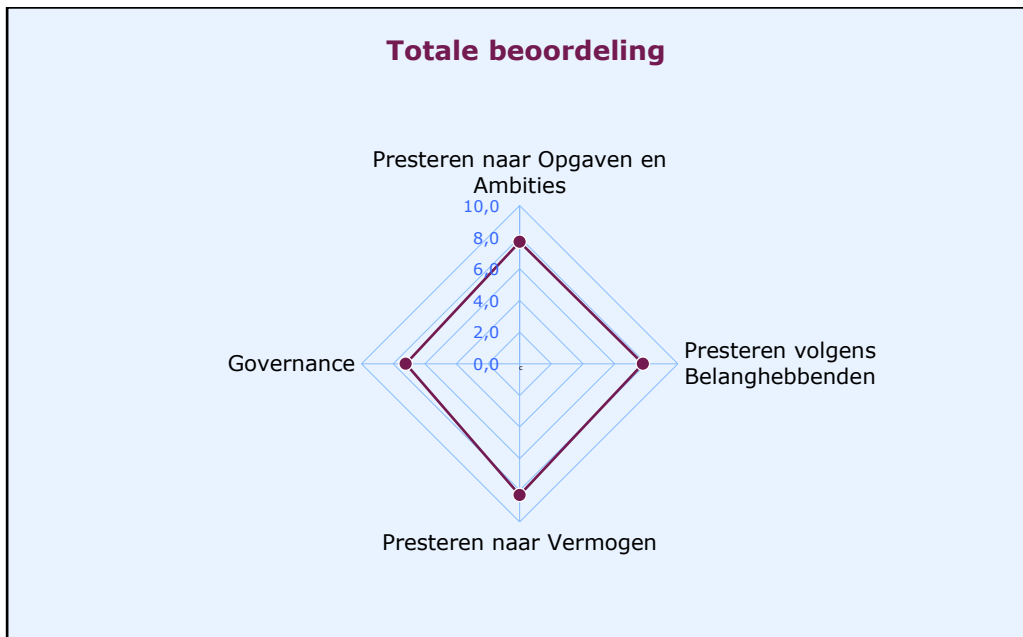 Totale beoordeling
Presteren naar Opgaven en
Ambities
10,0
8,0
6,0
4,0
2,0
0,0
c
Governance
Presteren volgens
Belanghebbenden
Presteren naar Vermogen